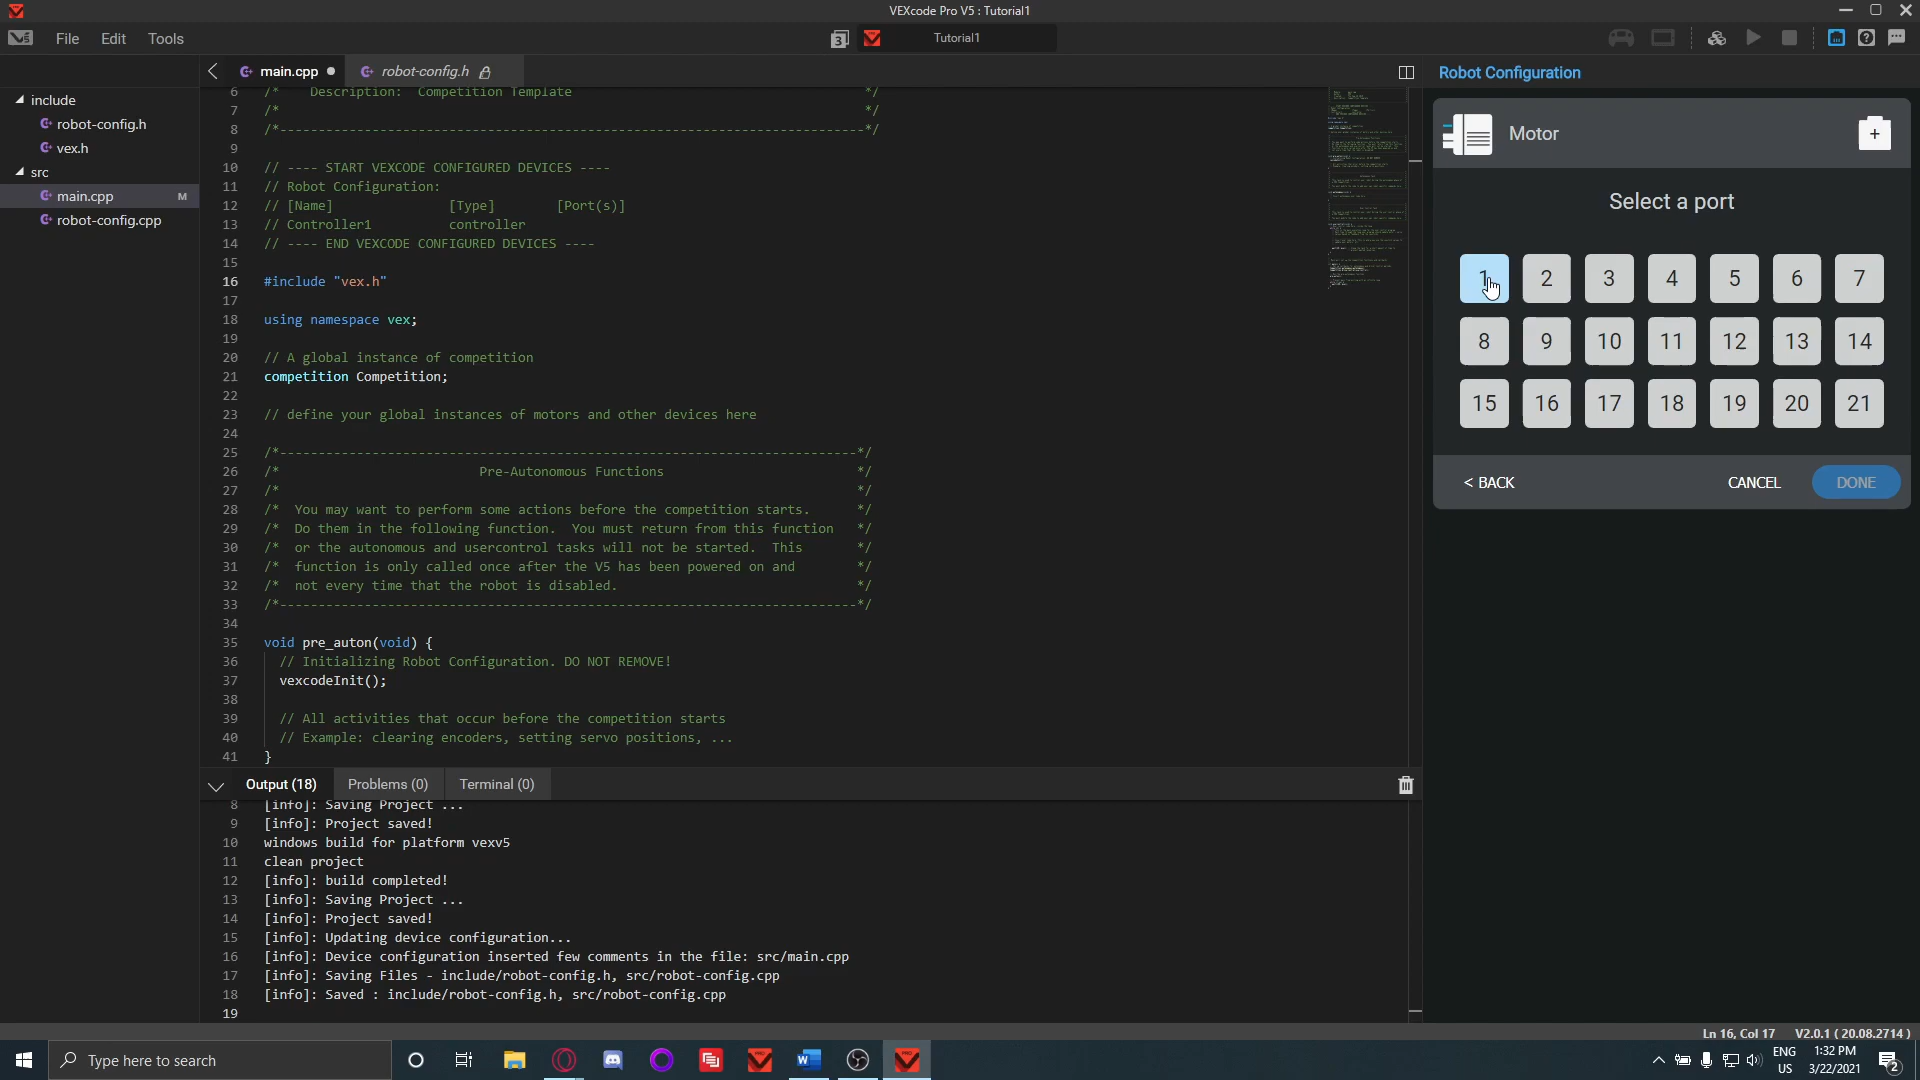 VEXcode Pro V5 : Tutorial1
V5
File
Edit
Tools
3
Tutorial1
main.cpp
robot-config.h
Robot Configuration
include
robot-config.h
vex.h
src
main.cpp M
robot-config.cpp
6 /* Description: Competition Template */
7 /* */
8 /*---------------------------------------------------------------------------*/
9
10 // ---- START VEXCODE CONFIGURED DEVICES ----
11 // Robot Configuration:
12 // [Name] [Type] [Port(s)]
13 // Controller1 controller
14 // ---- END VEXCODE CONFIGURED DEVICES ----
15
16 #include "vex.h"
17
18 using namespace vex;
19
20 // A global instance of competition
21 competition Competition;
22
23 // define your global instances of motors and other devices here
24
25 /*---------------------------------------------------------------------------*/
26 /* Pre-Autonomous Functions */
27 /* */
28 /* You may want to perform some actions before the competition starts. */
29 /* Do them in the following function. You must return from this function */
30 /* or the autonomous and usercontrol tasks will not be started. This */
31 /* function is only called once after the V5 has been powered on and */
32 /* not every time that the robot is disabled. */
33 /*---------------------------------------------------------------------------*/
34
35 void pre_auton(void) {
36 // Initializing Robot Configuration. DO NOT REMOVE!
37 vexcodeInit();
38
39 // All activities that occur before the competition starts
40 // Example: clearing encoders, setting servo positions, ...
41 }
Motor
Select a port
1 2 3 4 5 6 7
8 9 10 11 12 13 14
15 16 17 18 19 20 21
< BACK
CANCEL
DONE
Output (18)
Problems (0)
Terminal (0)
8 [info]: Saving Project ...
9 [info]: Project saved!
10 windows build for platform vexv5
11 clean project
12 [info]: build completed!
13 [info]: Saving Project ...
14 [info]: Project saved!
15 [info]: Updating device configuration...
16 [info]: Device configuration inserted few comments in the file: src/main.cpp
17 [info]: Saving Files - include/robot-config.h, src/robot-config.cpp
18 [info]: Saved : include/robot-config.h, src/robot-config.cpp
19
Ln 16, Col 17 V2.0.1 ( 20.08.2714 )
Type here to search
ENG
US
1:32 PM
3/22/2021
2